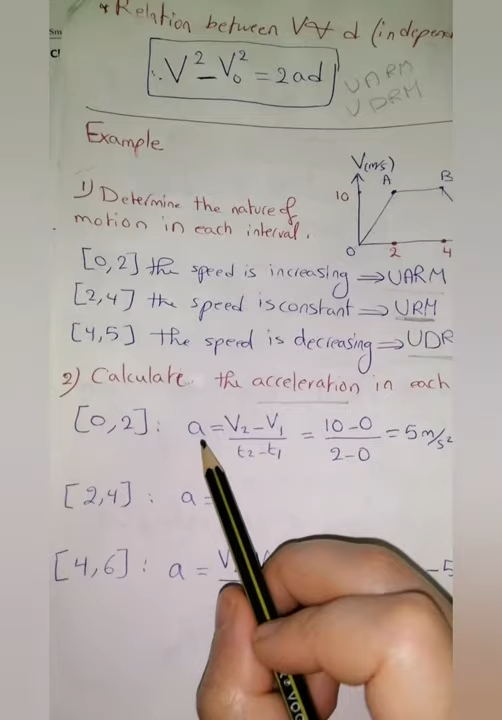 * Relation between V & d (indepen
∴ V² - V₀² = 2ad
UARM
UDRM
Example
V(m/s)
A B
10
0 2 4
1) Determine the nature of
motion in each interval.
[0,2] the speed is increasing ⇒ UARM
[2,4] the speed is constant ⇒ URM
[4,5] the speed is decreasing ⇒ UDR
2) Calculate the acceleration in each
[0,2] : a = V₂-V₁/t₂-t₁ = 10-0/2-0 = 5 m/s²
[2,4] : a =
[4,6] : a = V - 5